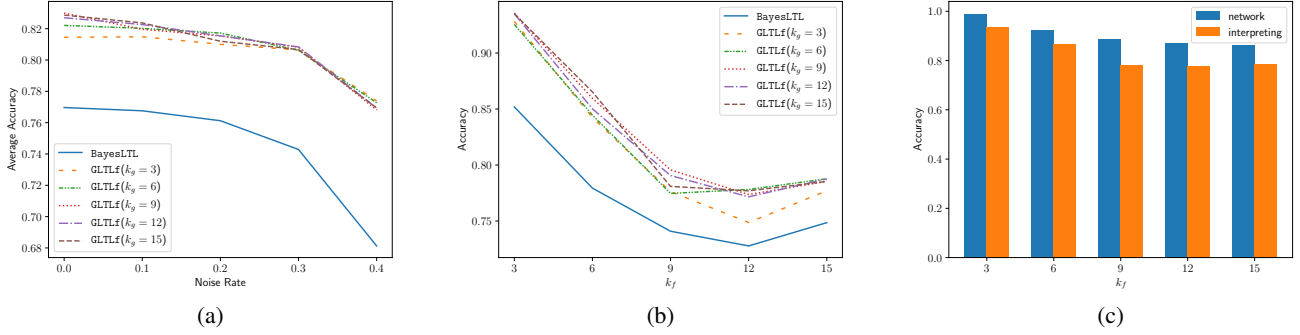 Average Accuracy
0.82
0.80
0.78
0.76
0.74
0.72
0.70
0.68
BayesLTL
GLTLf(k_g = 3)
GLTLf(k_g = 6)
GLTLf(k_g = 9)
GLTLf(k_g = 12)
GLTLf(k_g = 15)
0.0 0.1 0.2 0.3 0.4
Noise Rate
(a)
Accuracy
0.90
0.85
0.80
0.75
BayesLTL
GLTLf(k_g = 3)
GLTLf(k_g = 6)
GLTLf(k_g = 9)
GLTLf(k_g = 12)
GLTLf(k_g = 15)
3 6 9 12 15
k_f
(b)
Accuracy
1.0
0.8
0.6
0.4
0.2
0.0
network
interpreting
3 6 9 12 15
k_f
(c)